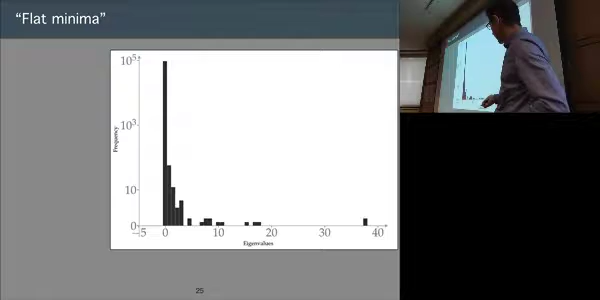 “Flat minima”
10⁵
10³
10
0
Frequency
-5 0 10 20 30 40
Eigenvalues
25